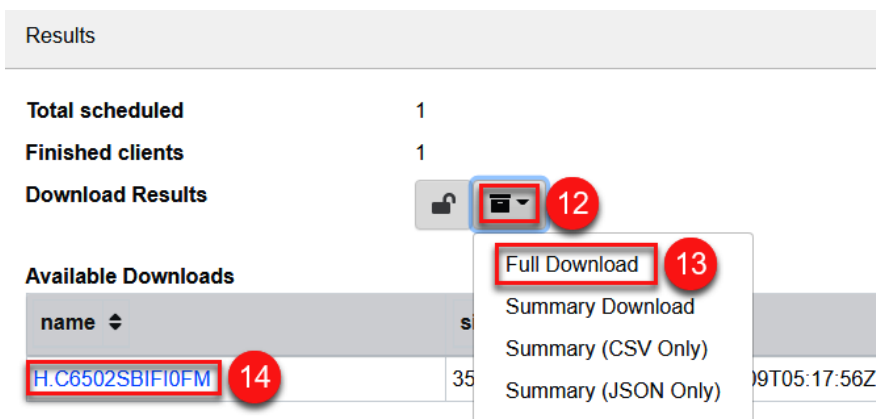 Results
Total scheduled 1
Finished clients 1
Download Results 12
Full Download 13
Available Downloads
Summary Download
name si
Summary (CSV Only)
H.C6502SBIFI0FM 14 35 09T05:17:56Z
Summary (JSON Only)